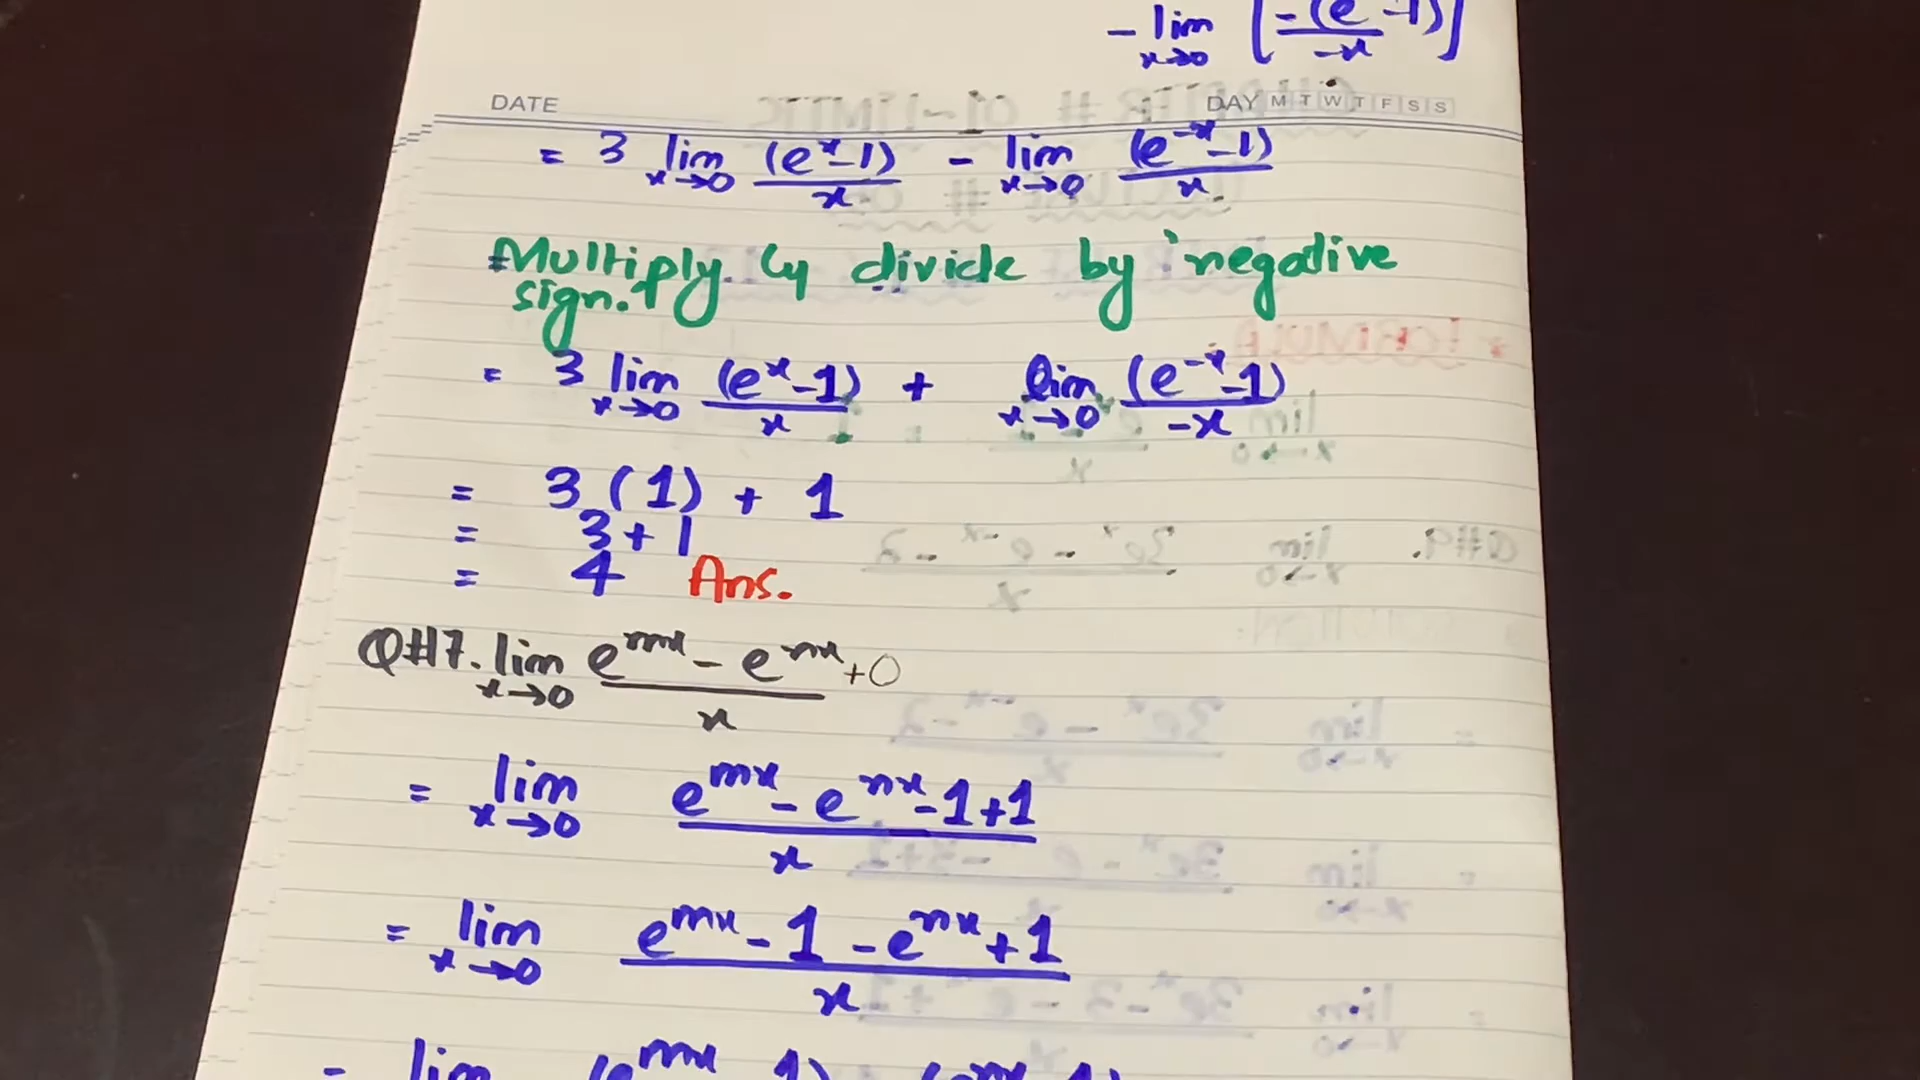 - lim [-(e -1)]
x→0 -x
DATE DAY M T W T F S S
= 3 lim (e^x-1) - lim (e^-x-1)
x→0 x x→0 x
Multiply & divide by negative
sign.
= 3 lim (e^x-1) + lim (e^-x-1)
x→0 x x→0 -x
= 3 (1) + 1
= 3+1
= 4 Ans.
Q#7. lim e^mx - e^nx +0
x→0 x
= lim e^mx - e^nx -1+1
x→0 x
= lim e^mx - 1 - e^nx + 1
x→0 x